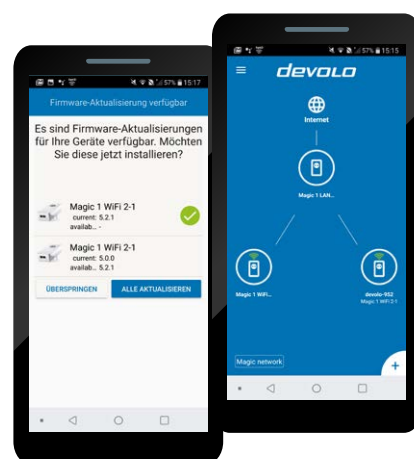 57% 15:17
Firmware-Aktualisierung verfügbar
Es sind Firmware-Aktualisierungen
für Ihre Geräte verfügbar. Möchten
Sie diese jetzt installieren?
Magic 1 WiFi 2-1
current: 5.2.1
availab... -
Magic 1 WiFi 2-1
current: 5.0.0
availab... 5.2.1
ÜBERSPRINGEN
ALLE AKTUALISIEREN
57% 15:15
devolo
Internet
Magic 1 LAN...
Magic 1 WiFi...
devolo-952
Magic 1 WiFi 2-1
Magic network
+